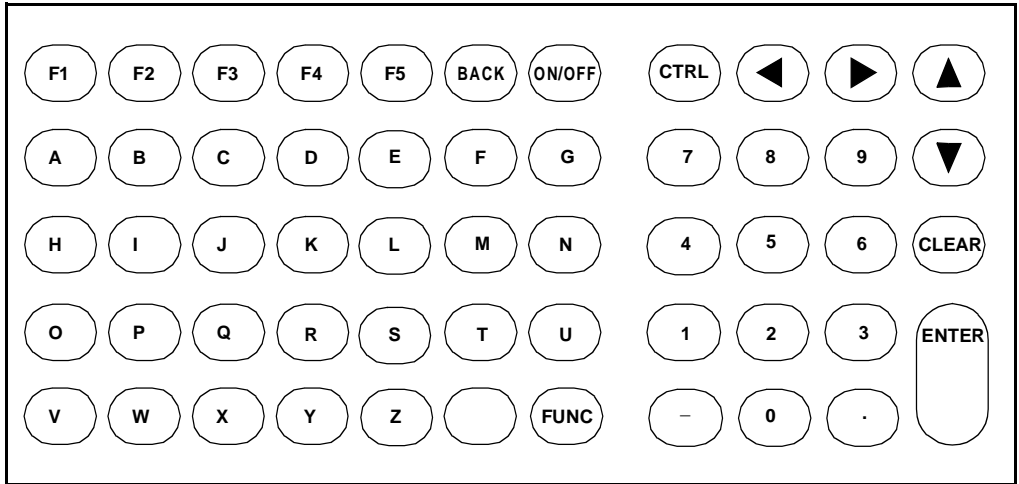 F1 F2 F3 F4 F5 BACK ON/OFF CTRL ◀ ▶ ▲
A B C D E F G 7 8 9 ▼
H I J K L M N 4 5 6 CLEAR
O P Q R S T U 1 2 3 ENTER
V W X Y Z FUNC – 0 .